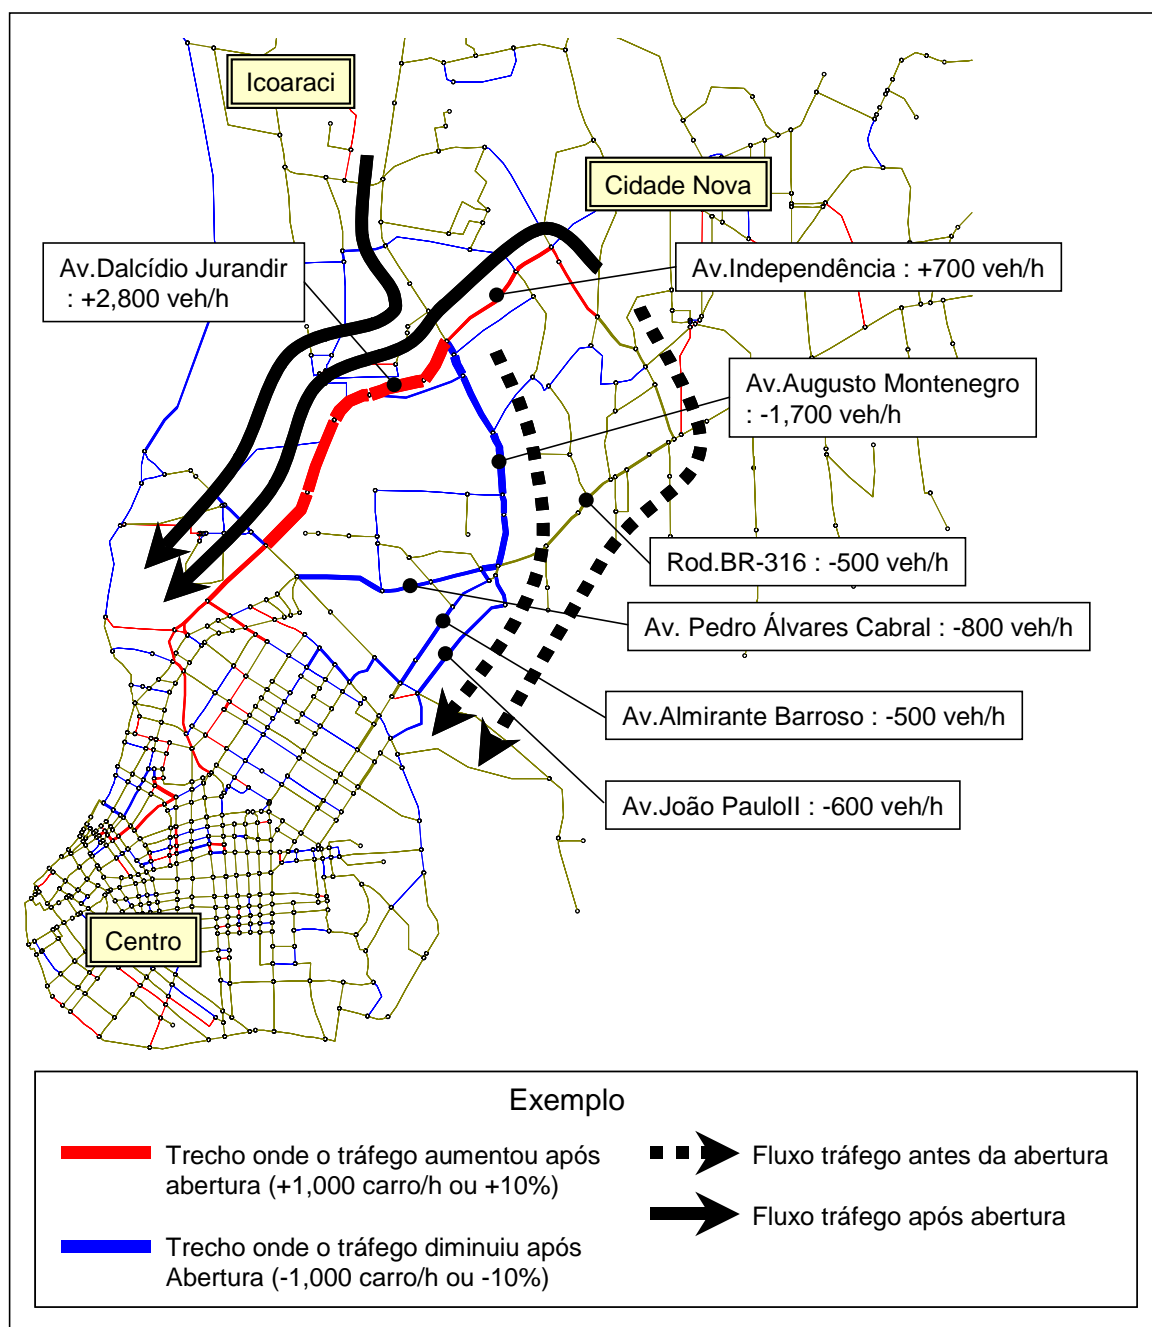 Icoaraci
Cidade Nova
Av.Dalcídio Jurandir
: +2,800 veh/h
Av.Independência : +700 veh/h
Av.Augusto Montenegro
: -1,700 veh/h
Rod.BR-316 : -500 veh/h
Av. Pedro Álvares Cabral : -800 veh/h
Av.Almirante Barroso : -500 veh/h
Av.João PauloII : -600 veh/h
Centro
Exemplo
Trecho onde o tráfego aumentou após
abertura (+1,000 carro/h ou +10%)
Trecho onde o tráfego diminuiu após
Abertura (-1,000 carro/h ou -10%)
Fluxo tráfego antes da abertura
Fluxo tráfego após abertura